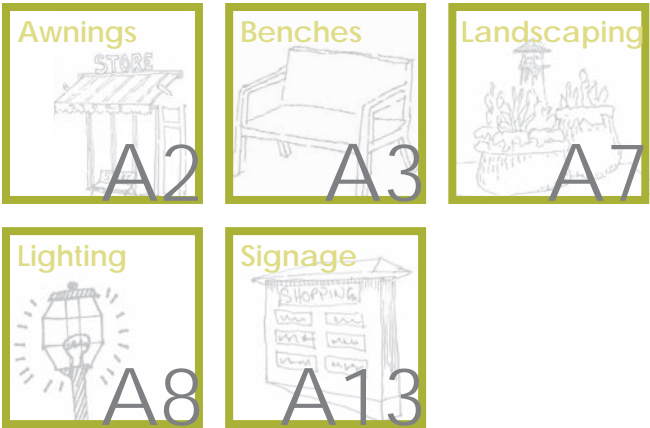 Awnings
STORE
A2
Benches
A3
Landscaping
A7
Lighting
A8
Signage
SHOPPING
A13